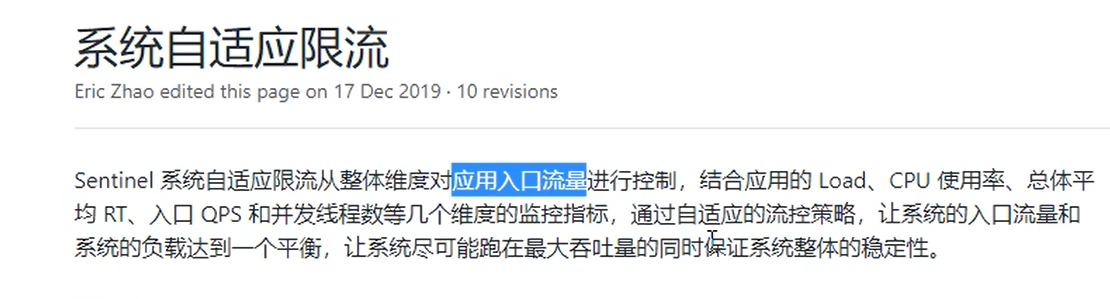 系统自适应限流
Eric Zhao edited this page on 17 Dec 2019 · 10 revisions
Sentinel 系统自适应限流从整体维度对应用入口流量进行控制，结合应用的 Load、CPU 使用率、总体平
均 RT、入口 QPS 和并发线程数等几个维度的监控指标，通过自适应的流控策略，让系统的入口流量和
系统的负载达到一个平衡，让系统尽可能跑在最大吞吐量的同时保证系统整体的稳定性。